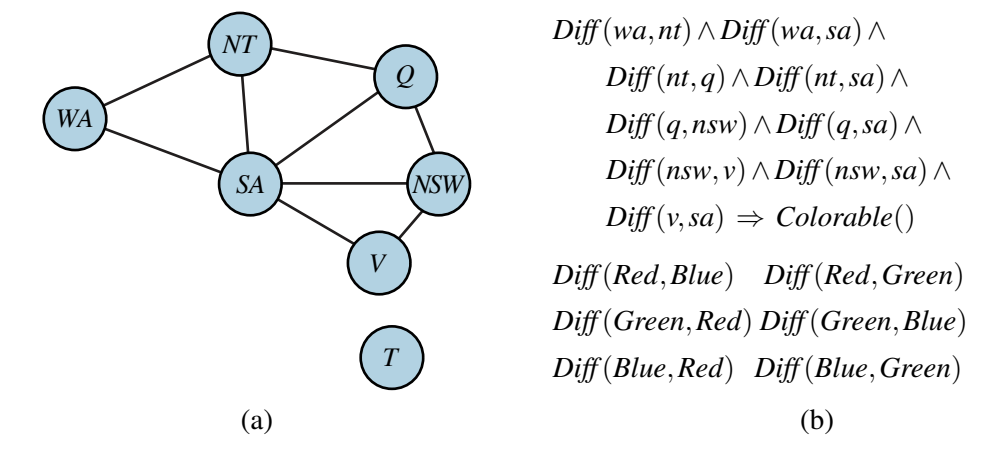 NT
Q
WA
SA
NSW
V
T
(a)
Diff(wa,nt) ∧ Diff(wa,sa) ∧
Diff(nt,q) ∧ Diff(nt,sa) ∧
Diff(q,nsw) ∧ Diff(q,sa) ∧
Diff(nsw,v) ∧ Diff(nsw,sa) ∧
Diff(v,sa) ⇒ Colorable()
Diff(Red,Blue) Diff(Red,Green)
Diff(Green,Red) Diff(Green,Blue)
Diff(Blue,Red) Diff(Blue,Green)
(b)